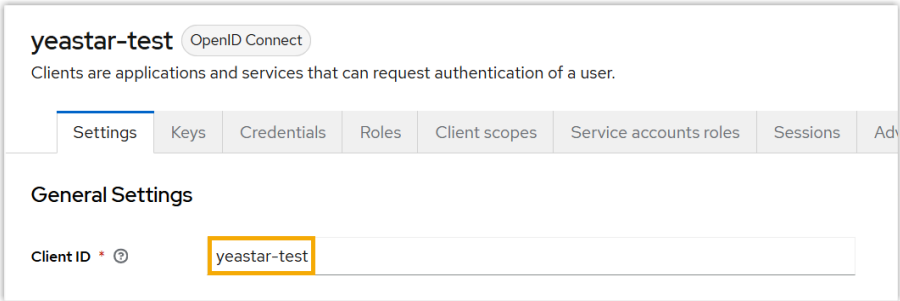 yeastar-test OpenID Connect
Clients are applications and services that can request authentication of a user.
Settings Keys Credentials Roles Client scopes Service accounts roles Sessions Adv
General Settings
Client ID * yeastar-test